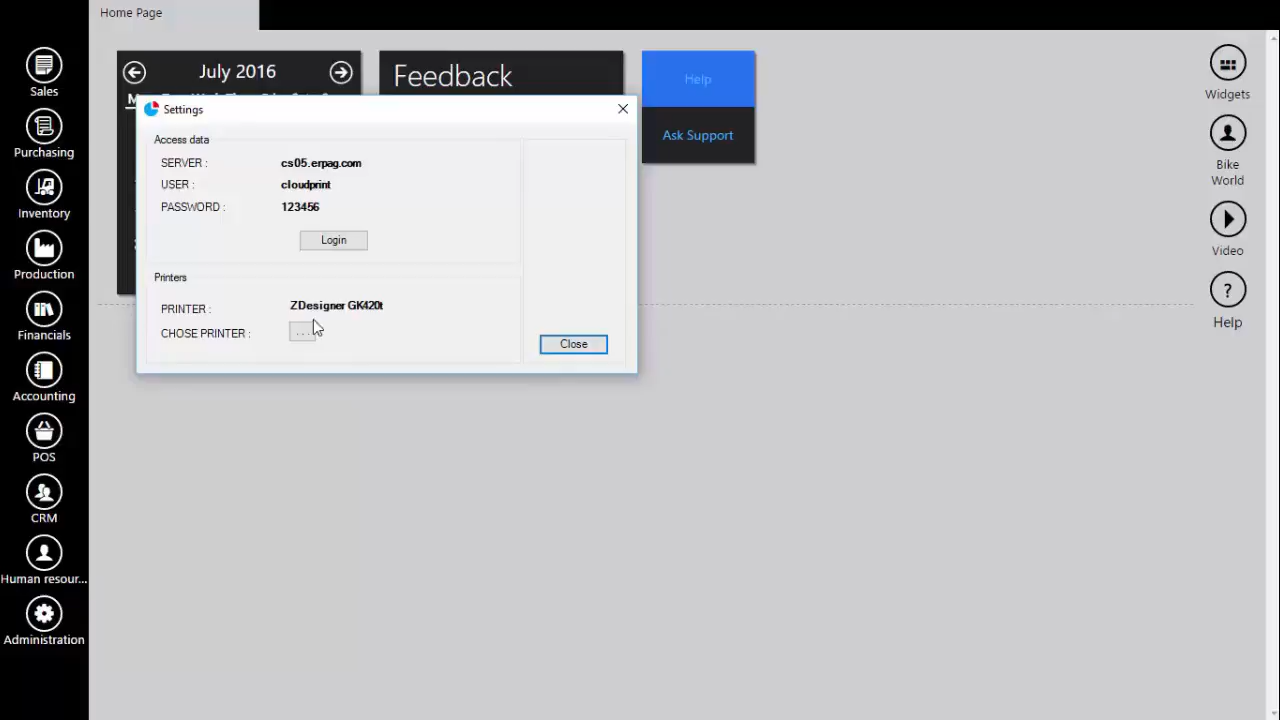 Home Page
Sales
Purchasing
Inventory
Production
Financials
Accounting
POS
CRM
Human resour...
Administration
July 2016
Feedback
Help
Ask Support
Settings
Access data
SERVER :
cs05.erpag.com
USER :
cloudprint
PASSWORD :
123456
Login
Printers
PRINTER :
ZDesigner GK420t
CHOSE PRINTER :
...
Close
Widgets
Bike
World
Video
?
Help